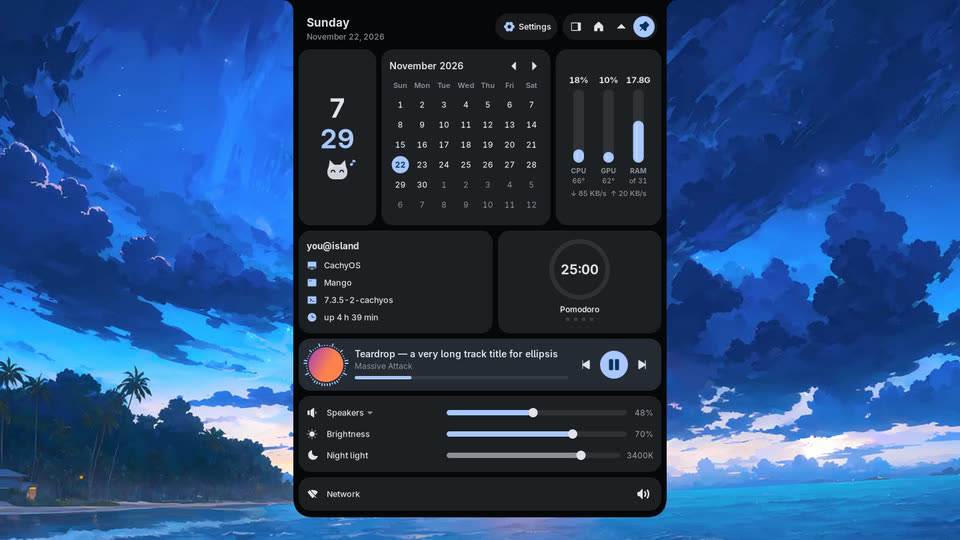 Sunday
November 22, 2026
Settings
7
29
November 2026
Sun Mon Tue Wed Thu Fri Sat
1 2 3 4 5 6 7
8 9 10 11 12 13 14
15 16 17 18 19 20 21
22 23 24 25 26 27 28
29 30 1 2 3 4 5
6 7 8 9 10 11 12
18% 10% 17.8G
CPU GPU RAM
66° 62° of 31
↓ 85 KB/s ↑ 20 KB/s
you@island
CachyOS
Mango
7.3.5-2-cachyos
up 4 h 39 min
25:00
Pomodoro
Teardrop — a very long track title for ellipsis
Massive Attack
Speakers 48%
Brightness 70%
Night light 3400K
Network